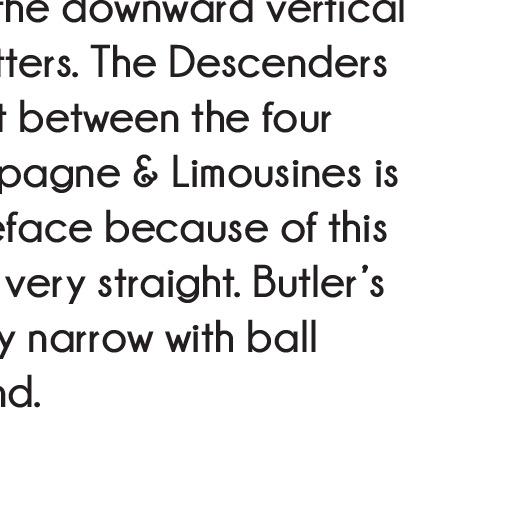 the downward vertical
tters. The Descenders
t between the four
pagne & Limousines is
eface because of this
very straight. Butler's
y narrow with ball
nd.